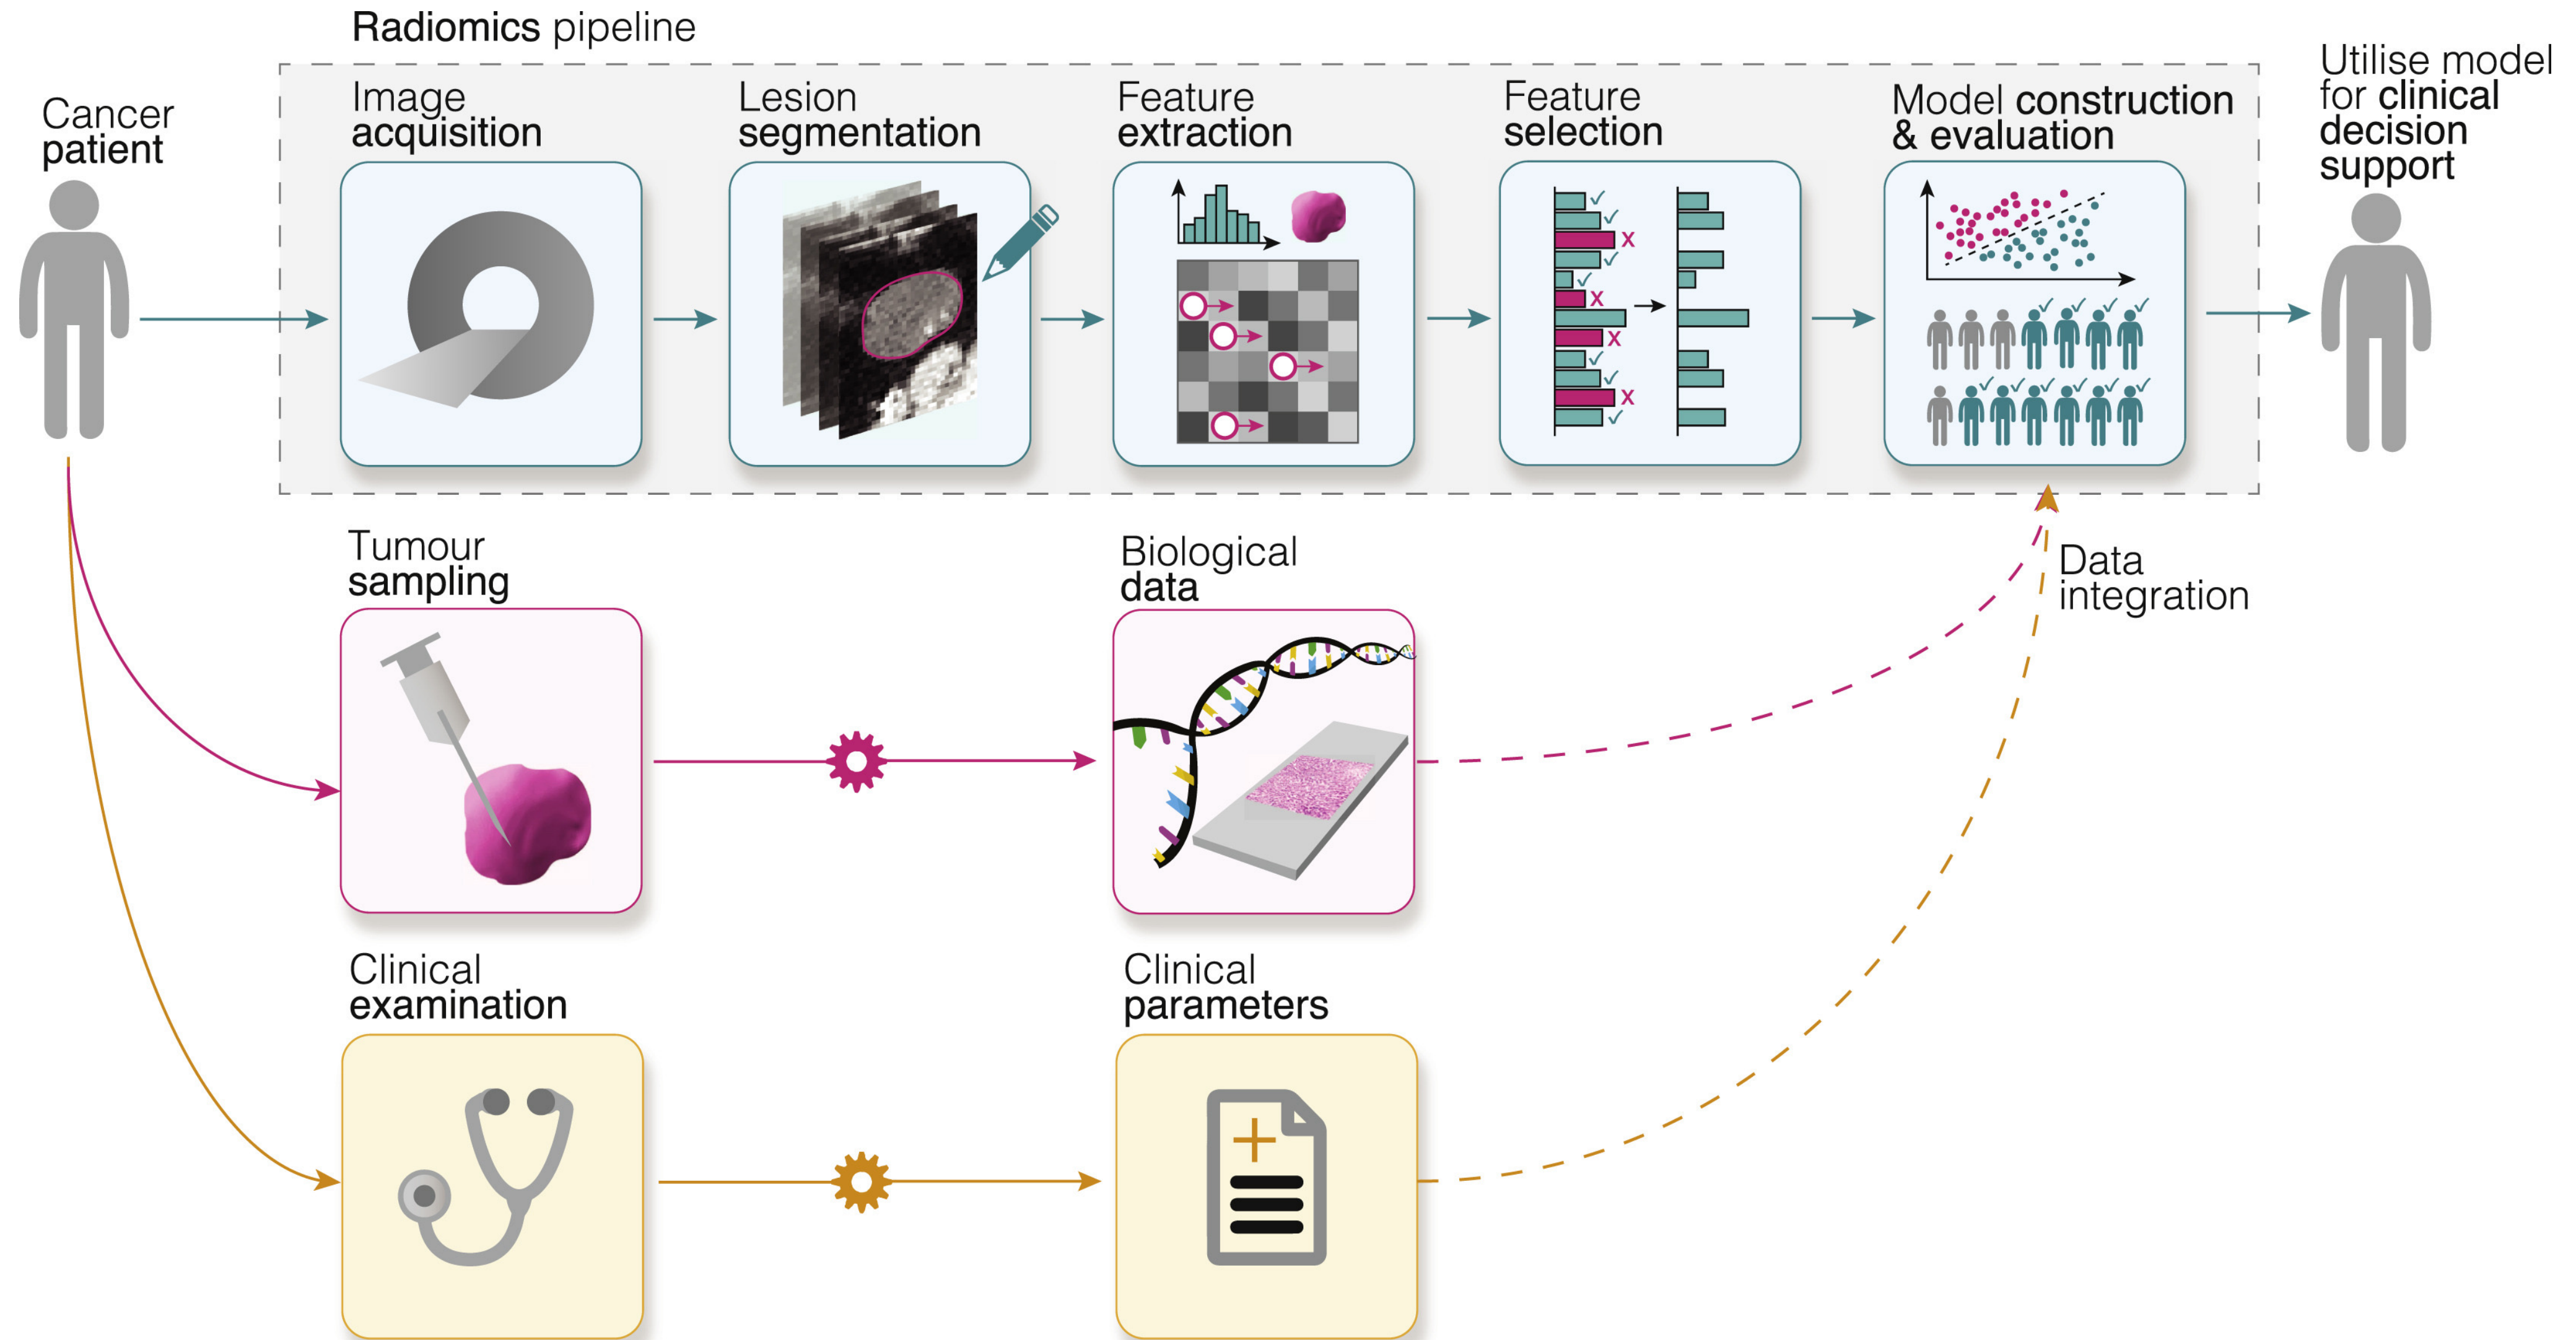 Radiomics pipeline
Cancer
patient
Image
acquisition
Lesion
segmentation
Feature
extraction
Feature
selection
Model construction
& evaluation
Utilise model
for clinical
decision
support
Tumour
sampling
Biological
data
Data
integration
Clinical
examination
Clinical
parameters